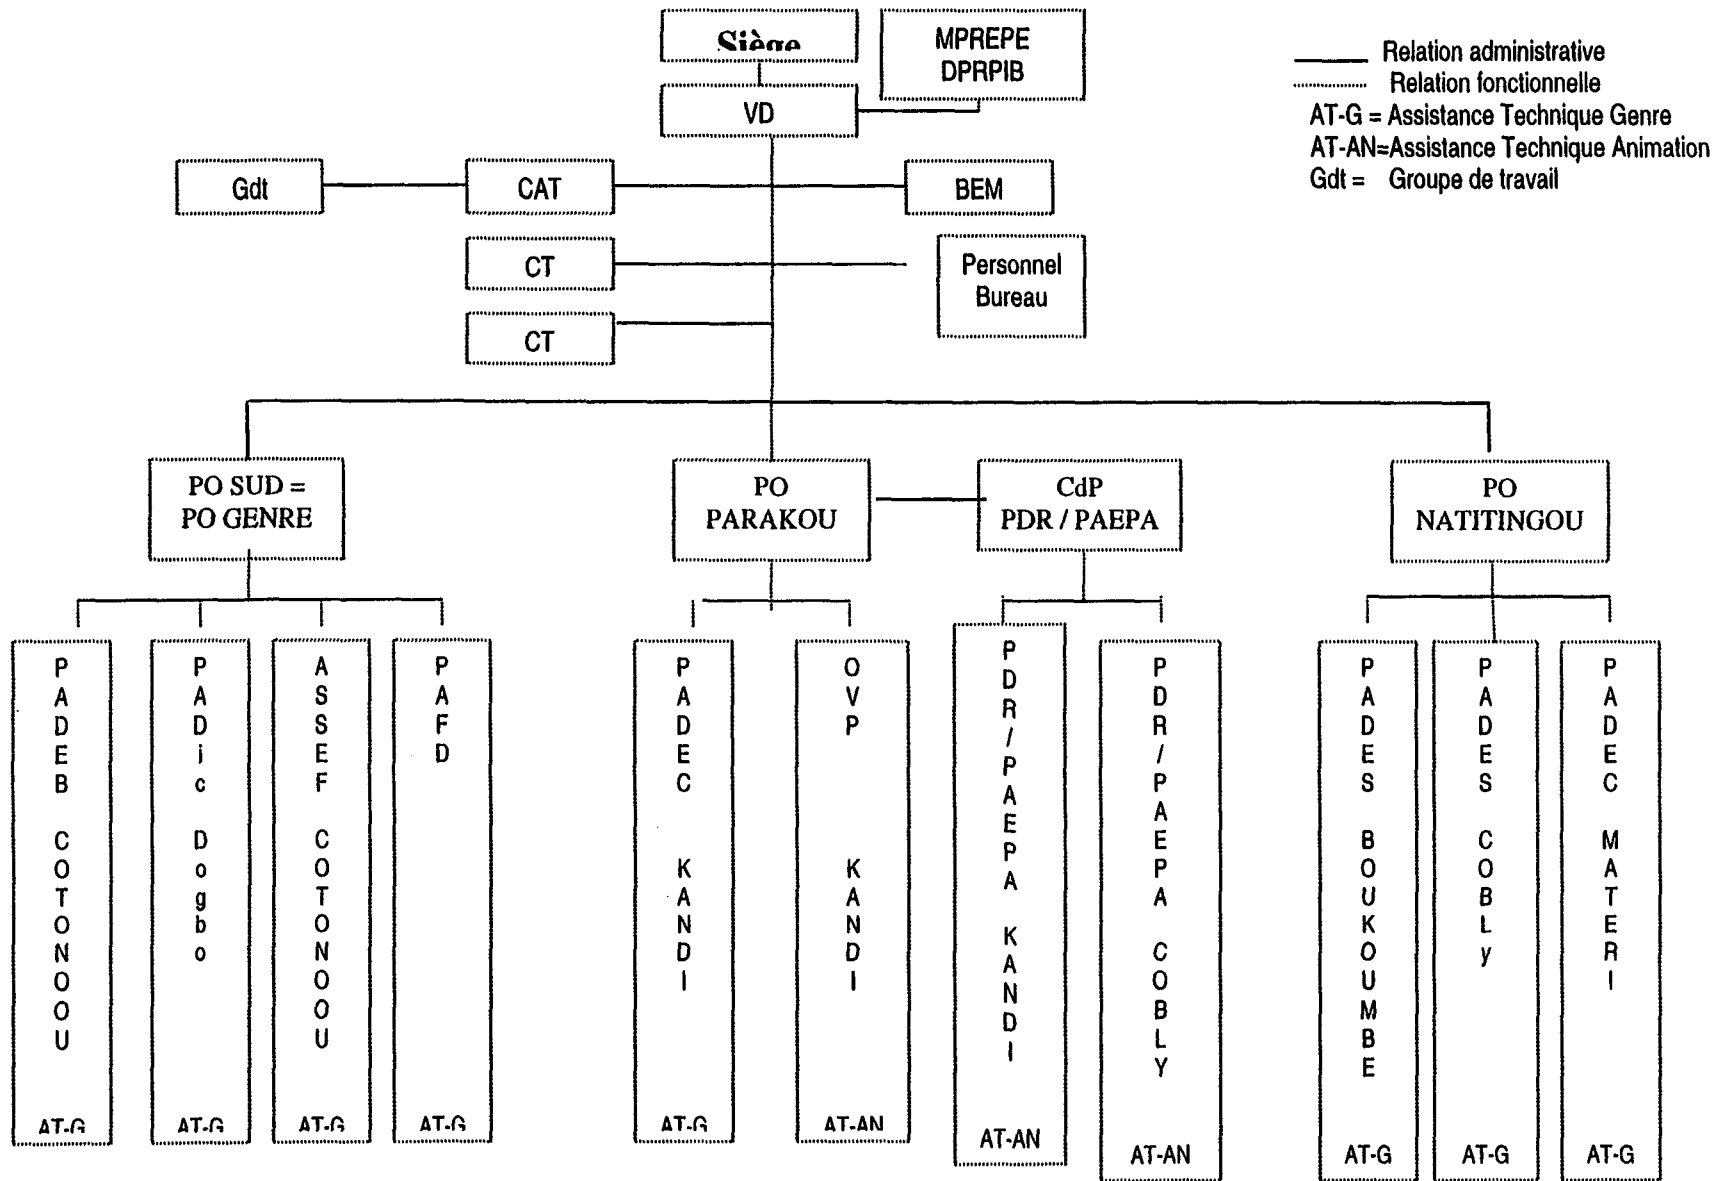 Siège
MPREPE
DPRPIB
VD
Relation administrative
Relation fonctionnelle
AT-G = Assistance Technique Genre
AT-AN=Assistance Technique Animation
Gdt = Groupe de travail
Gdt
CAT
BEM
CT
Personnel
Bureau
CT
PO SUD =
PO GENRE
PO
PARAKOU
CdP
PDR / PAEPA
PO
NATITINGOU
PADEB COTONOOU
AT-G
PADic Dogbo
AT-G
ASSEF COTONOOU
AT-G
PAFD
AT-G
PADEC KANDI
AT-G
OVP KANDI
AT-AN
PDR/PAEPA KANDI
AT-AN
PDR/PAEPA COBLY
AT-AN
PADES BOUKOUMBE
AT-G
PADES COBLy
AT-G
PADEC MATERI
AT-G